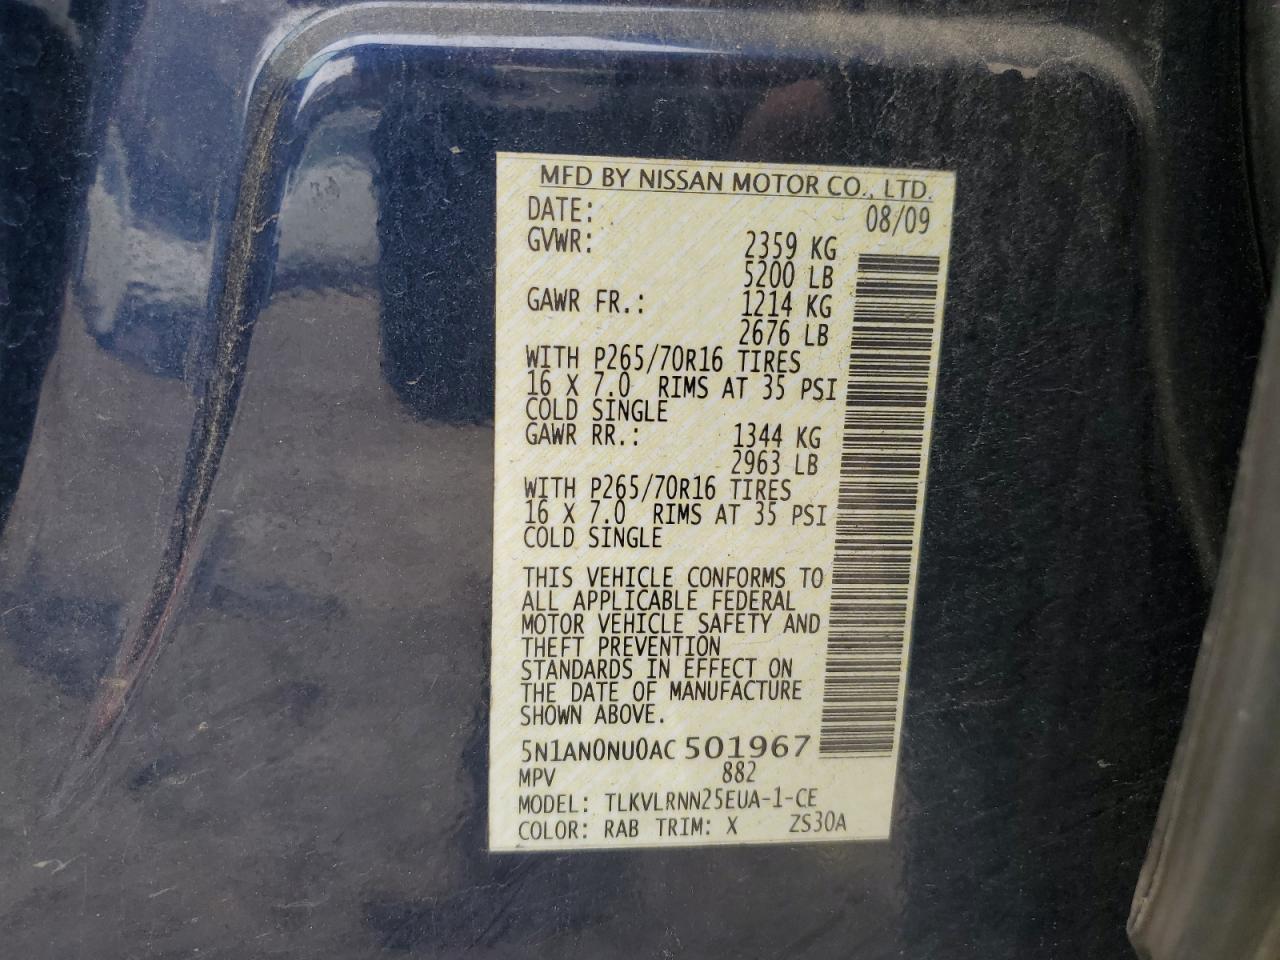 MFD BY NISSAN MOTOR CO., LTD.
DATE: 08/09
GVWR: 2359 KG
5200 LB
GAWR FR.: 1214 KG
2676 LB
WITH P265/70R16 TIRES
16 X 7.0 RIMS AT 35 PSI
COLD SINGLE
GAWR RR.: 1344 KG
2963 LB
WITH P265/70R16 TIRES
16 X 7.0 RIMS AT 35 PSI
COLD SINGLE
THIS VEHICLE CONFORMS TO
ALL APPLICABLE FEDERAL
MOTOR VEHICLE SAFETY AND
THEFT PREVENTION
STANDARDS IN EFFECT ON
THE DATE OF MANUFACTURE
SHOWN ABOVE.
5N1AN0NU0AC 501967
MPV 882
MODEL: TLKVLRNN25EUA-1-CE
COLOR: RAB TRIM: X ZS30A